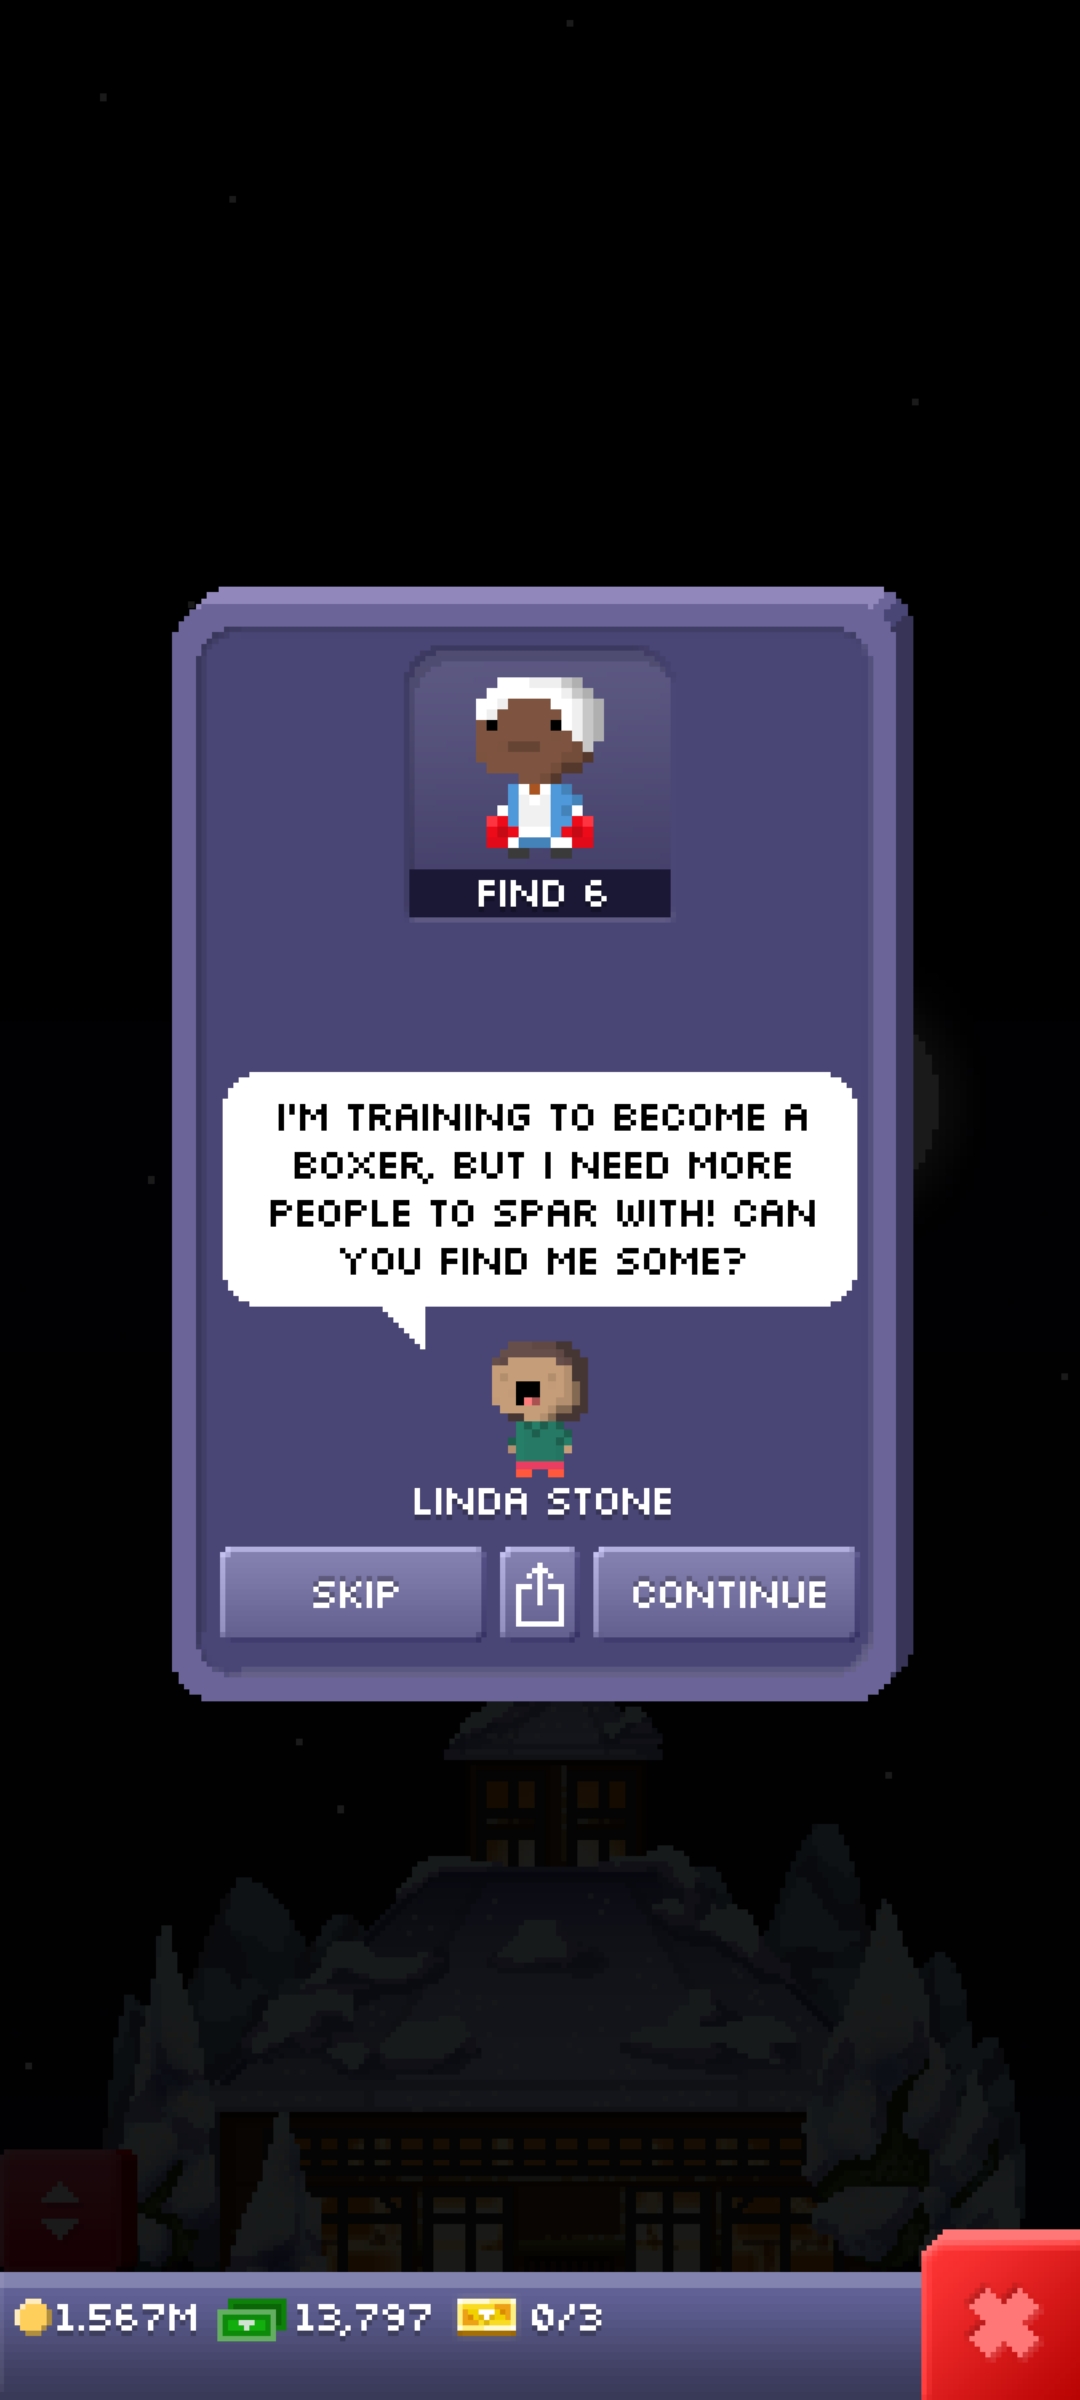 FIND 6
I'M TRAINING TO BECOME A
BOXER, BUT I NEED MORE
PEOPLE TO SPAR WITH! CAN
YOU FIND ME SOME?
LINDA STONE
SKIP
CONTINUE
1.567M 13,797 0/3